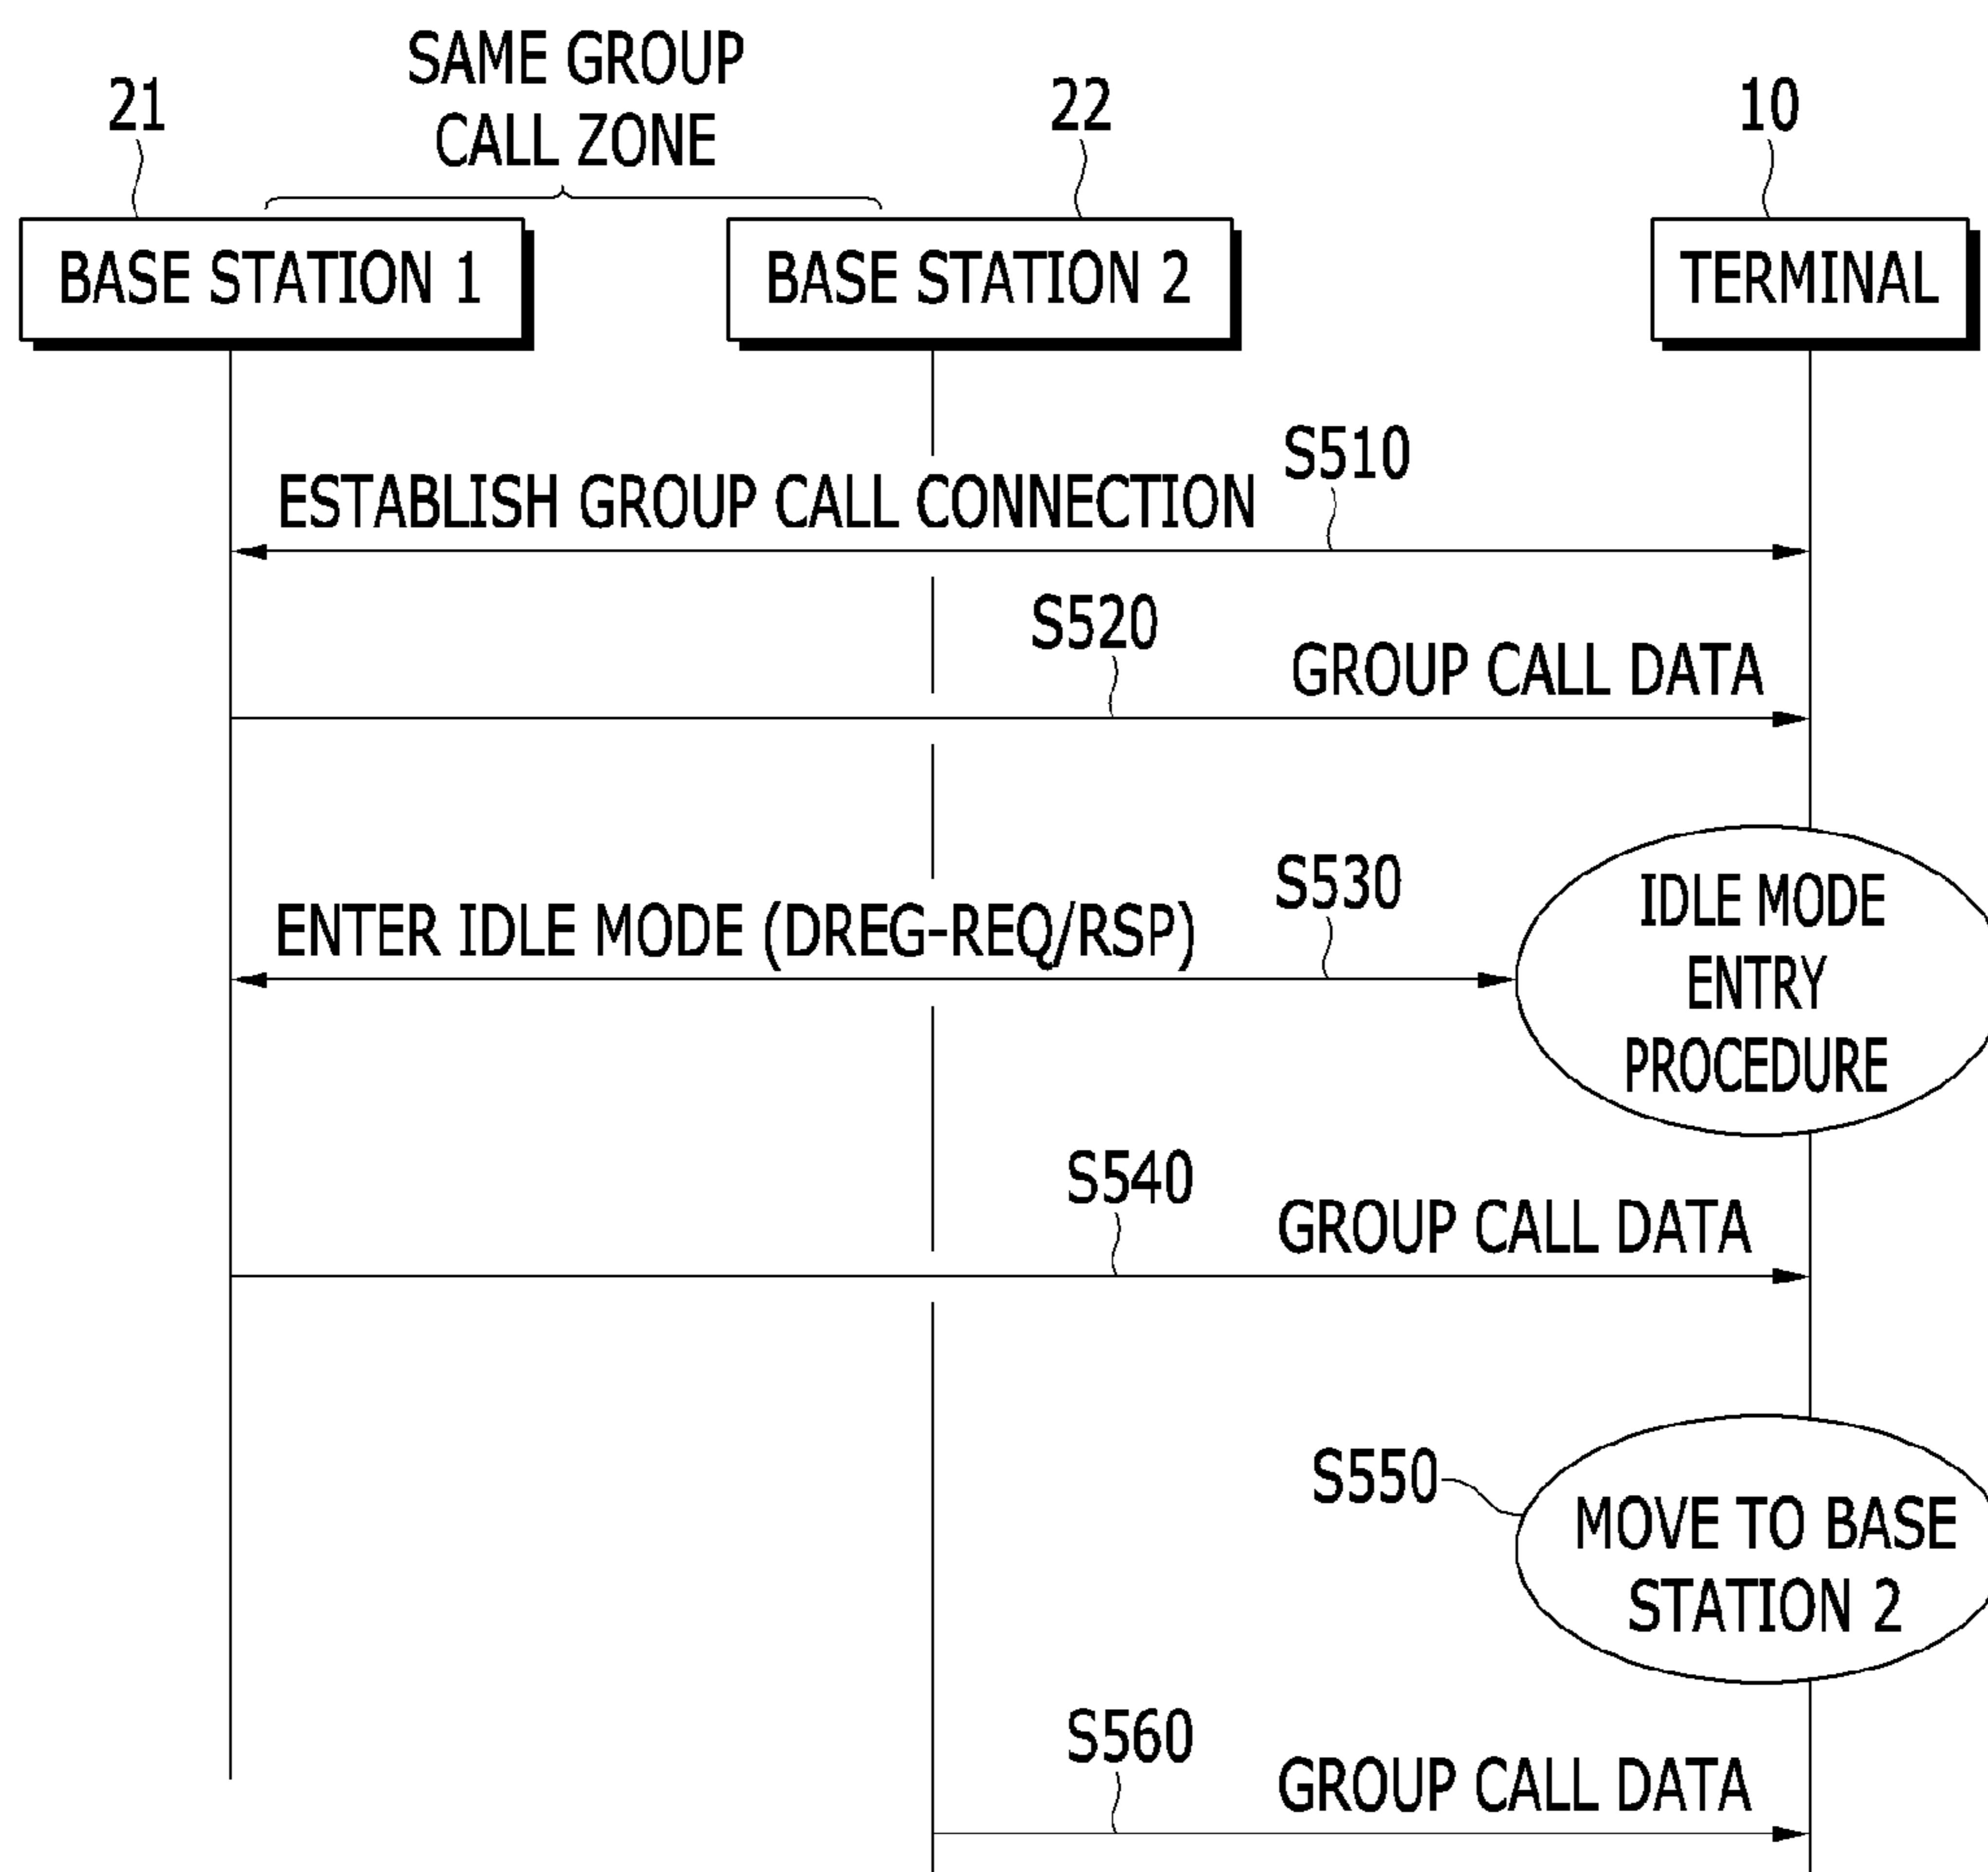 SAME GROUP
CALL ZONE
21
22
10
BASE STATION 1
BASE STATION 2
TERMINAL
S510
ESTABLISH GROUP CALL CONNECTION
S520
GROUP CALL DATA
S530
ENTER IDLE MODE (DREG-REQ/RSP)
IDLE MODE
ENTRY
PROCEDURE
S540
GROUP CALL DATA
S550
MOVE TO BASE
STATION 2
S560
GROUP CALL DATA